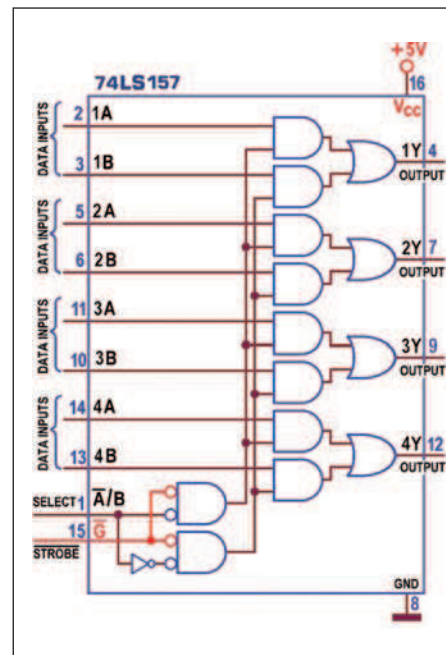 +5V
74LS157
16
VCC
DATA INPUTS
2 1A
1Y 4
OUTPUT
3 1B
DATA INPUTS
5 2A
2Y 7
OUTPUT
6 2B
DATA INPUTS
11 3A
3Y 9
OUTPUT
10 3B
DATA INPUTS
14 4A
4Y 12
OUTPUT
13 4B
SELECT 1 A̅/B
15 G̅
S̅T̅R̅O̅B̅E̅
GND
8